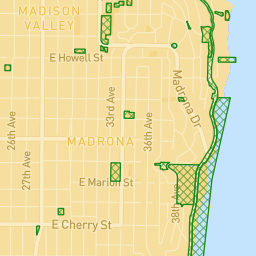 MADISON
VALLEY
E Howell St
Madrona Dr
33rd Ave
26th Ave
36th Ave
MADRONA
27th Ave
E Marion St
38th Ave
E Cherry St